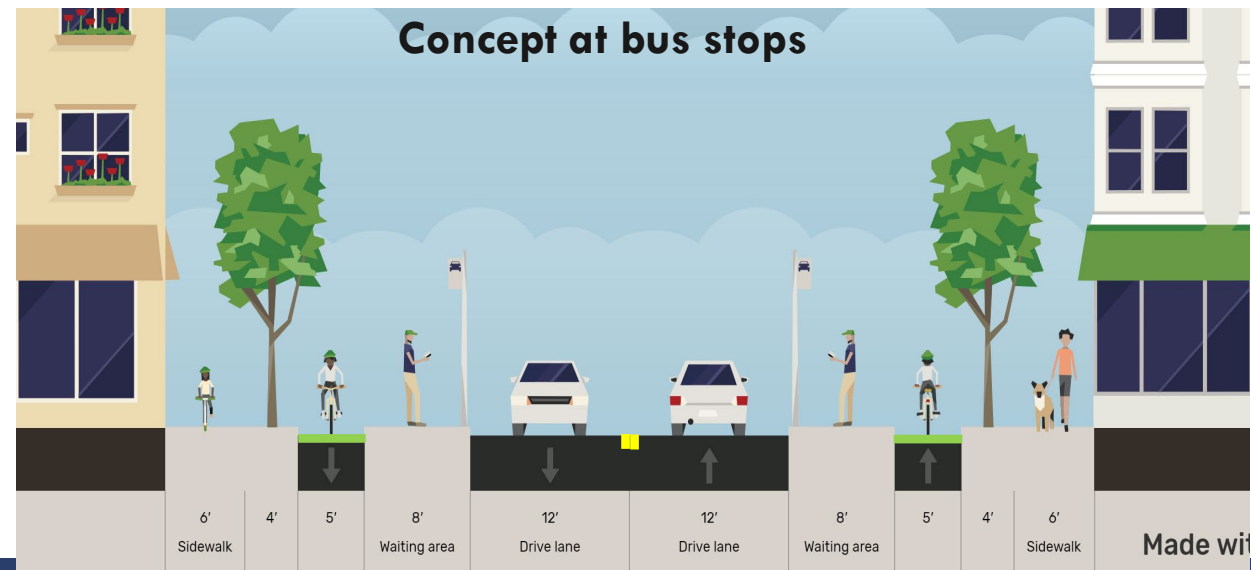 Concept at bus stops
6' 4' 5' 8' 12' 12' 8' 5' 4' 6'
Sidewalk Waiting area Drive lane Drive lane Waiting area Sidewalk
Made wit